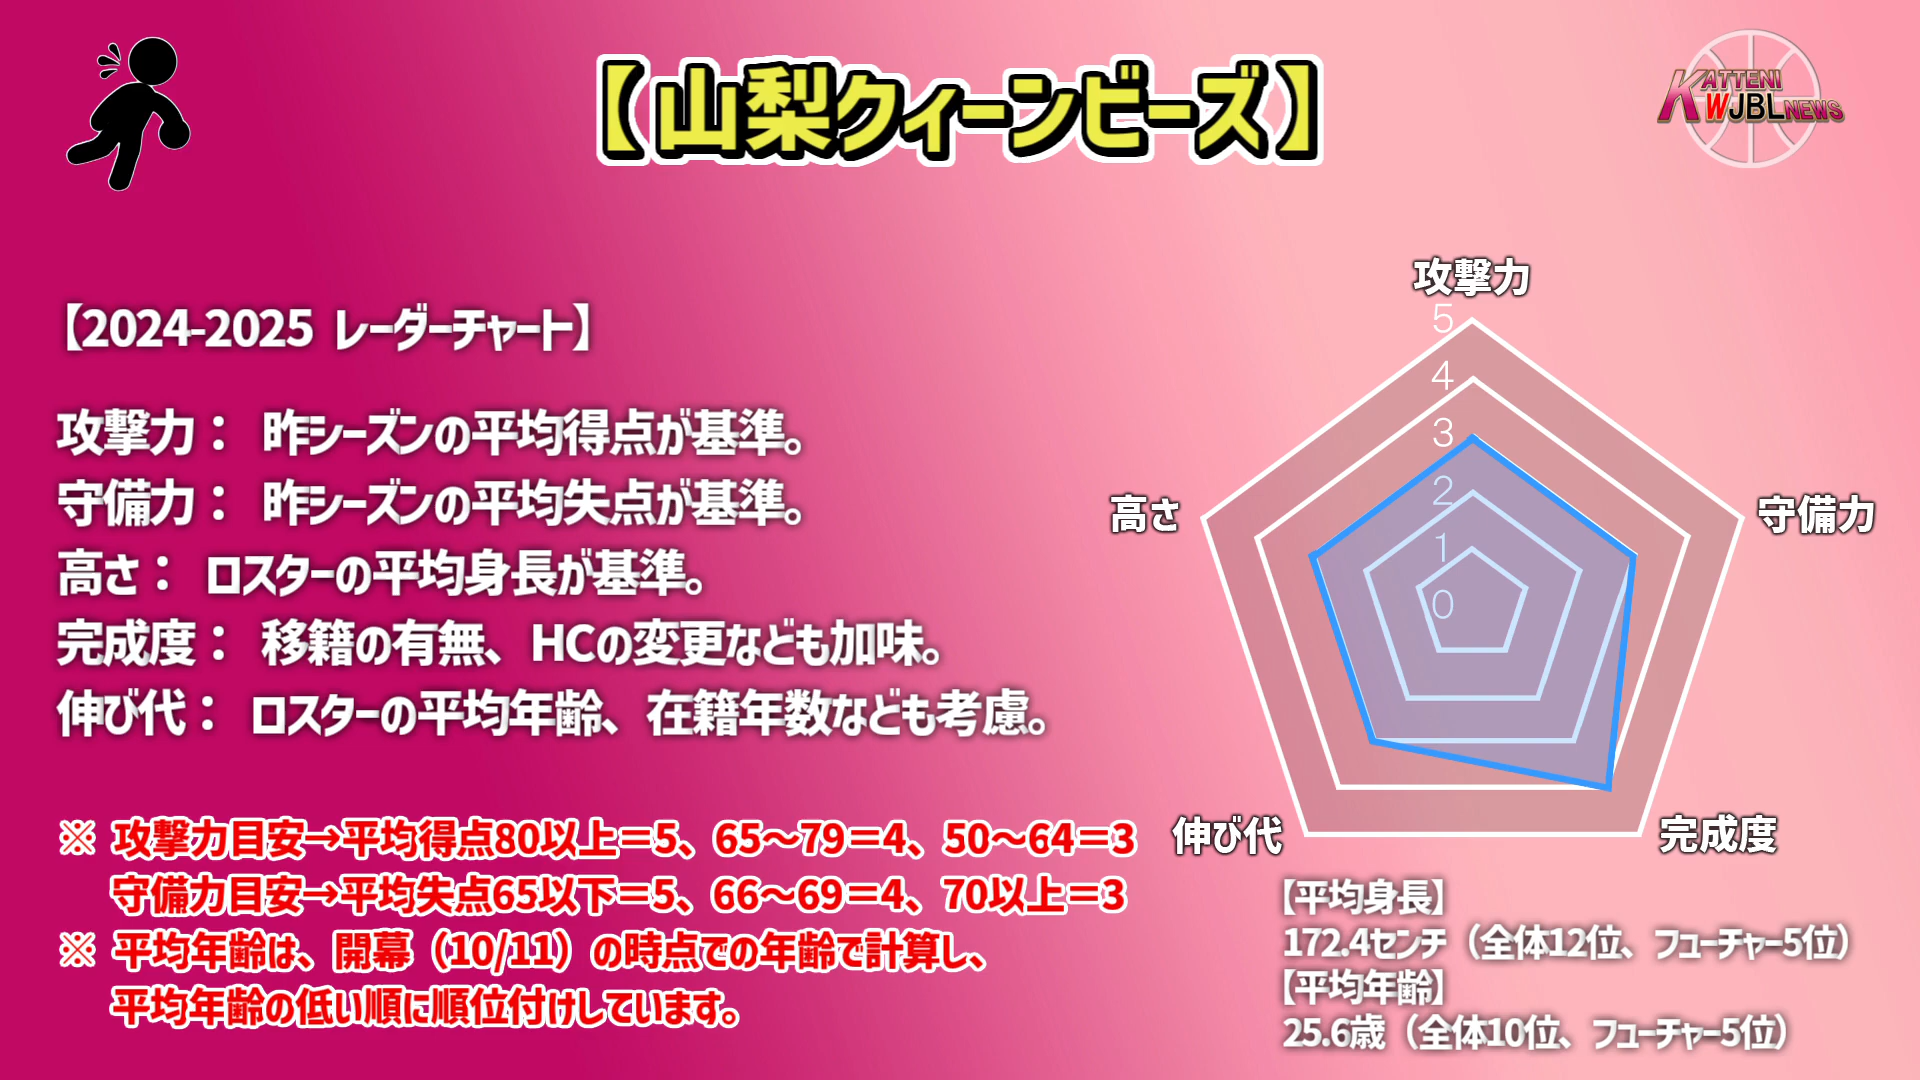 【山梨クィーンビーズ】
KATTENI
WJBL NEWS
【2024-2025 レーダーチャート】
攻撃力： 昨シーズンの平均得点が基準。
守備力： 昨シーズンの平均失点が基準。
高さ： ロスターの平均身長が基準。
完成度： 移籍の有無、HCの変更なども加味。
伸び代： ロスターの平均年齢、在籍年数なども考慮。
※ 攻撃力目安→平均得点80以上＝5、65〜79＝4、50〜64＝3
守備力目安→平均失点65以下＝5、66〜69＝4、70以上＝3
※ 平均年齢は、開幕（10/11）の時点での年齢で計算し、
平均年齢の低い順に順位付けしています。
攻撃力
5
4
3
2
1
0
高さ
守備力
伸び代
完成度
【平均身長】
172.4センチ（全体12位、フューチャー5位）
【平均年齢】
25.6歳（全体10位、フューチャー5位）